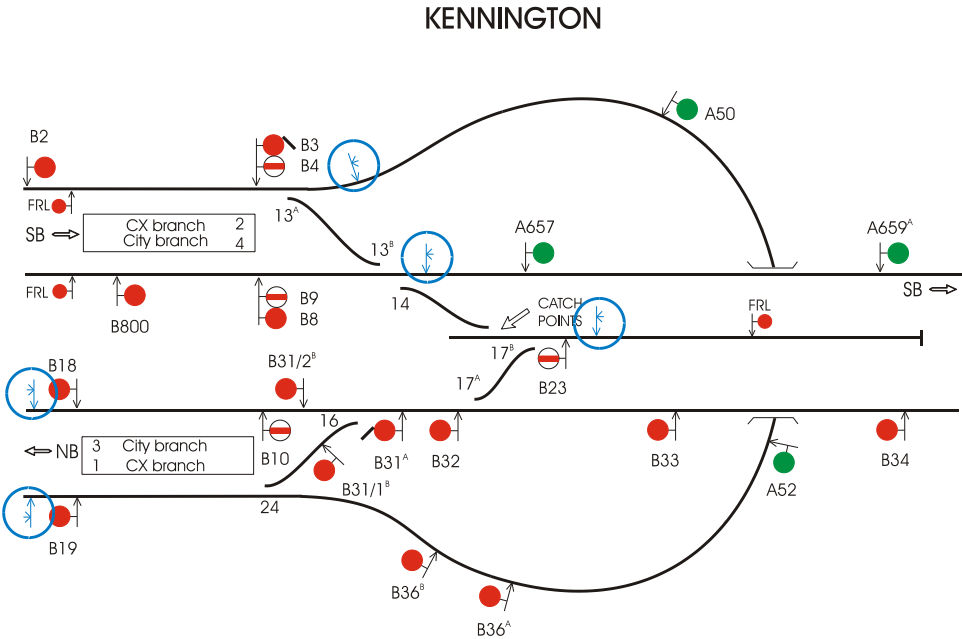 KENNINGTON
A50
B2
B3
B4
FRL
13A
SB
CX branch 2
City branch 4
13B
A657
A659A
FRL
B800
B9
B8
14
CATCH
POINTS
FRL
SB
17B
B18
B31/2B
17A
B23
16
NB
3 City branch
1 CX branch
B10
B31A
B32
B33
B34
B31/1B
A52
24
B19
B36B
B36A